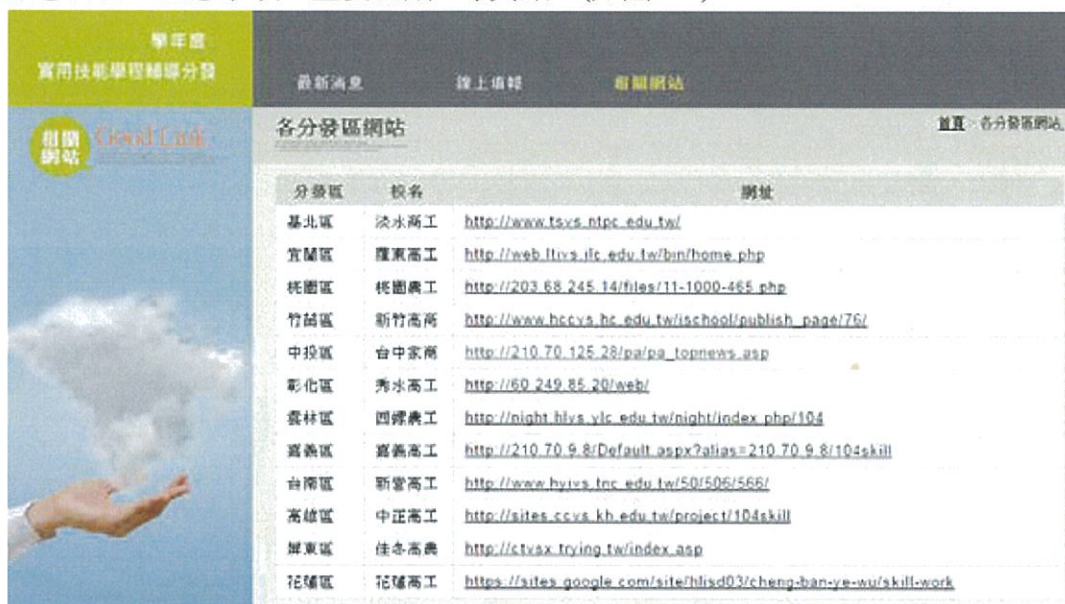 學年度
實用技能學程輔導分發
最新消息 線上填報 相關網站
相關
網站 Good Link
各分發區網站 首頁 > 各分發區網站
分發區 校名 網址
基北區 淡水商工 http://www.tsvs.ntpc.edu.tw/
宜蘭區 羅東高工 http://web.ltivs.ilc.edu.tw/bin/home.php
桃園區 桃園農工 http://203.68.245.14/files/11-1000-465.php
竹苗區 新竹高商 http://www.hccvs.hc.edu.tw/ischool/publish_page/76/
中投區 台中家商 http://210.70.125.28/pa/pa_topnews.asp
彰化區 秀水高工 http://60.249.85.20/web/
雲林區 西螺農工 http://night.hlvs.ylc.edu.tw/night/index.php/104
嘉義區 嘉義高工 http://210.70.9.8/Default.aspx?alias=210.70.9.8/104skill
台南區 新營高工 http://www.hyivs.tnc.edu.tw/50/506/566/
高雄區 中正高工 http://sites.ccvs.kh.edu.tw/project/104skill
屏東區 佳冬高農 http://ctvsx.trying.tw/index.asp
花蓮區 花蓮高工 https://sites.google.com/site/hlisd03/cheng-ban-ye-wu/skill-work